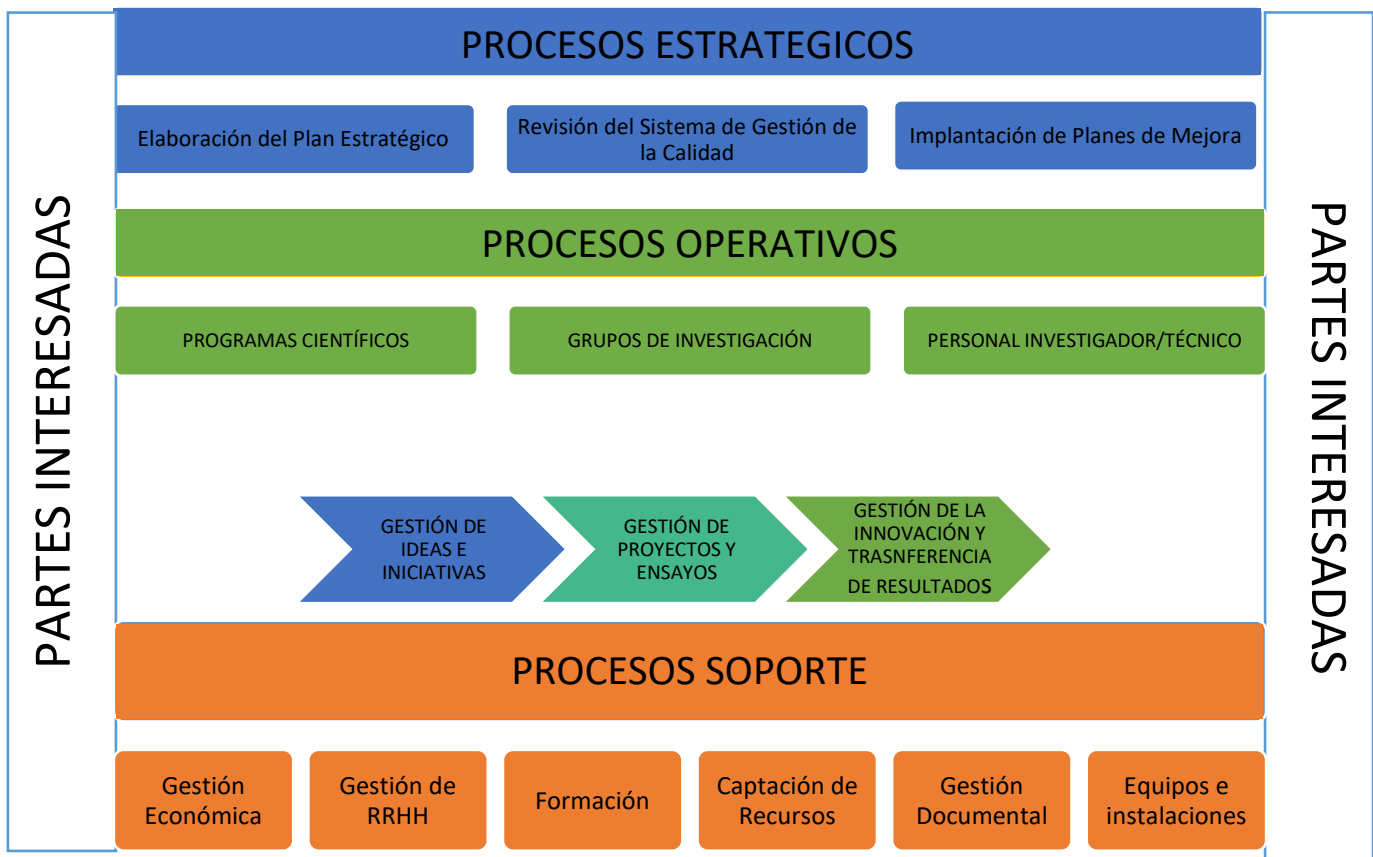 PARTES INTERESADAS
PROCESOS ESTRATEGICOS
Elaboración del Plan Estratégico
Revisión del Sistema de Gestión de
la Calidad
Implantación de Planes de Mejora
PROCESOS OPERATIVOS
PROGRAMAS CIENTÍFICOS
GRUPOS DE INVESTIGACIÓN
PERSONAL INVESTIGADOR/TÉCNICO
GESTIÓN DE
IDEAS E
INICIATIVAS
GESTIÓN DE
PROYECTOS Y
ENSAYOS
GESTIÓN DE LA
INNOVACIÓN Y
TRASNFERENCIA
DE RESULTADOS
PROCESOS SOPORTE
Gestión
Económica
Gestión de
RRHH
Formación
Captación de
Recursos
Gestión
Documental
Equipos e
instalaciones
PARTES INTERESADAS